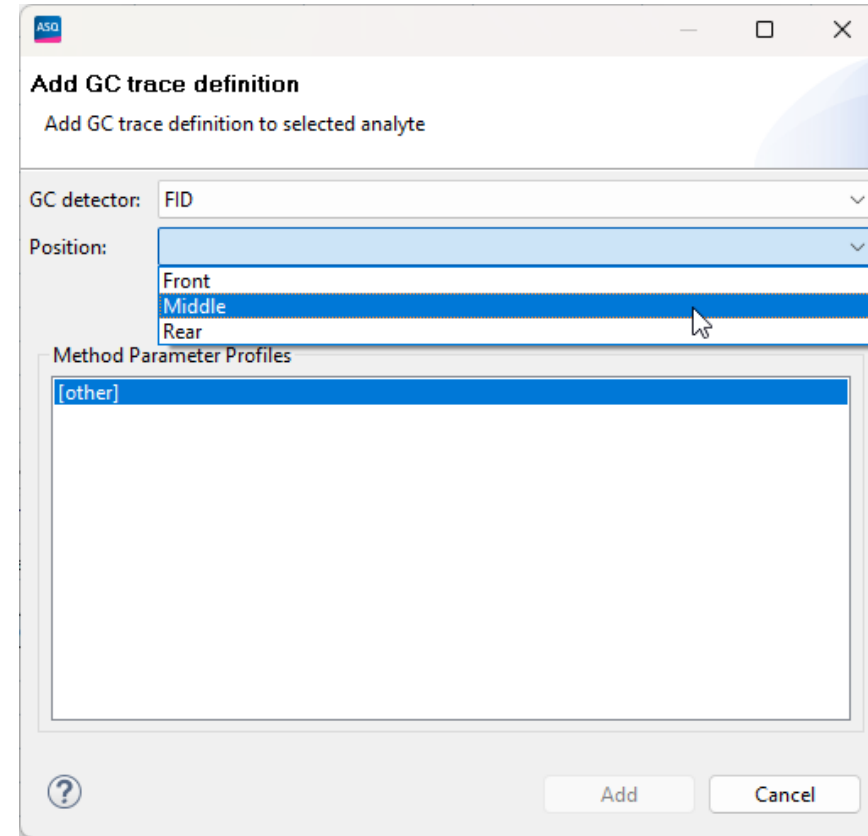 ASQ
Add GC trace definition
Add GC trace definition to selected analyte
GC detector: FID
Position:
Front
Middle
Rear
Method Parameter Profiles
[other]
?
Add Cancel